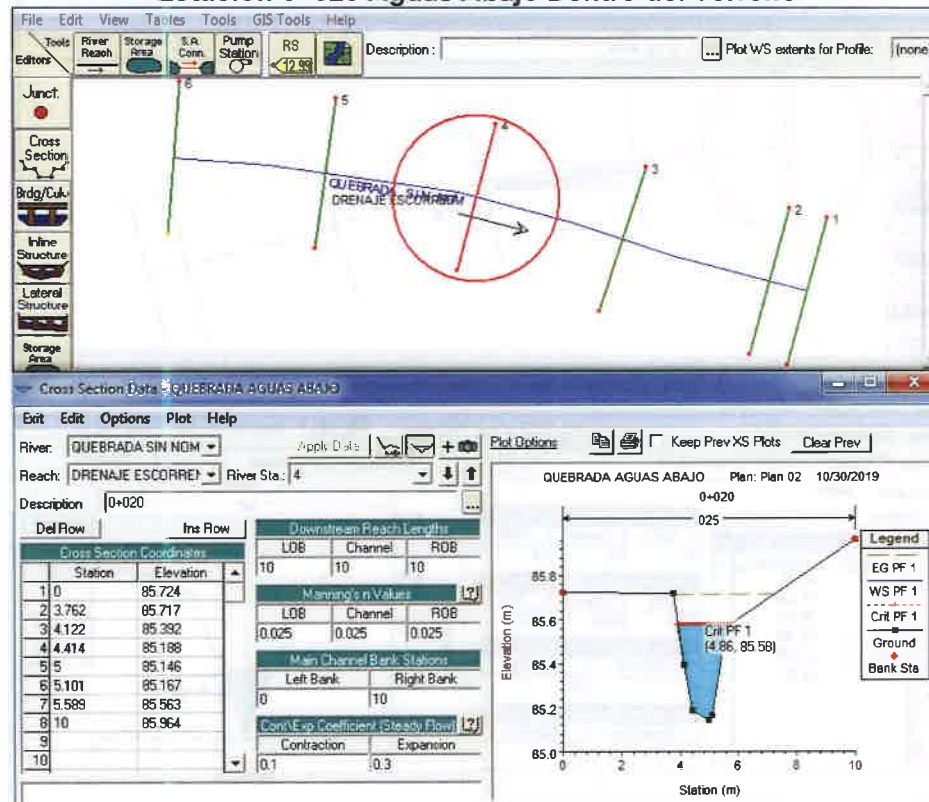 File Edit View Tables Tools GIS Tools Help
Tools
Editors
River Reach
Storage Area
S.A. Conn.
Pump Station
RS
12.99
Description :
...
Plot WS extents for Profile:
(none
Junct.
Cross Section
Brdg/Culv
Inline Structure
Lateral Structure
Storage Area
6
5
4
3
2
1
QUEBRADA SIN NOM
DRENAJE
Cross Section Data - QUEBRADA AGUAS ABAJO
Exit Edit Options Plot Help
River: QUEBRADA SIN NOM
Apply Data
Plot Options
Keep Prev XS Plots
Clear Prev
Reach: DRENAJE ESCORREN
River Sta.: 4
Description 0+020
...
Del Row
Ins Row
Cross Section Coordinates
Station Elevation
1 0 85.724
2 3.762 85.717
3 4.122 85.392
4 4.414 85.188
5 5 85.146
6 5.101 85.167
7 5.589 85.563
8 10 85.964
9
10
Downstream Reach Lengths
LOB Channel ROB
10 10 10
Manning's n Values
?
LOB Channel ROB
0.025 0.025 0.025
Main Channel Bank Stations
Left Bank Right Bank
0 10
Cont\Exp Coefficient (Steady Flow)
?
Contraction Expansion
0.1 0.3
QUEBRADA AGUAS ABAJO Plan: Plan 02 10/30/2019
0+020
.025
Elevation (m)
85.8
85.6
85.4
85.2
85.0
Crit PF 1
(4.86, 85.58)
0 2 4 6 8 10
Station (m)
Legend
EG PF 1
WS PF 1
Crit PF 1
Ground
Bank Sta